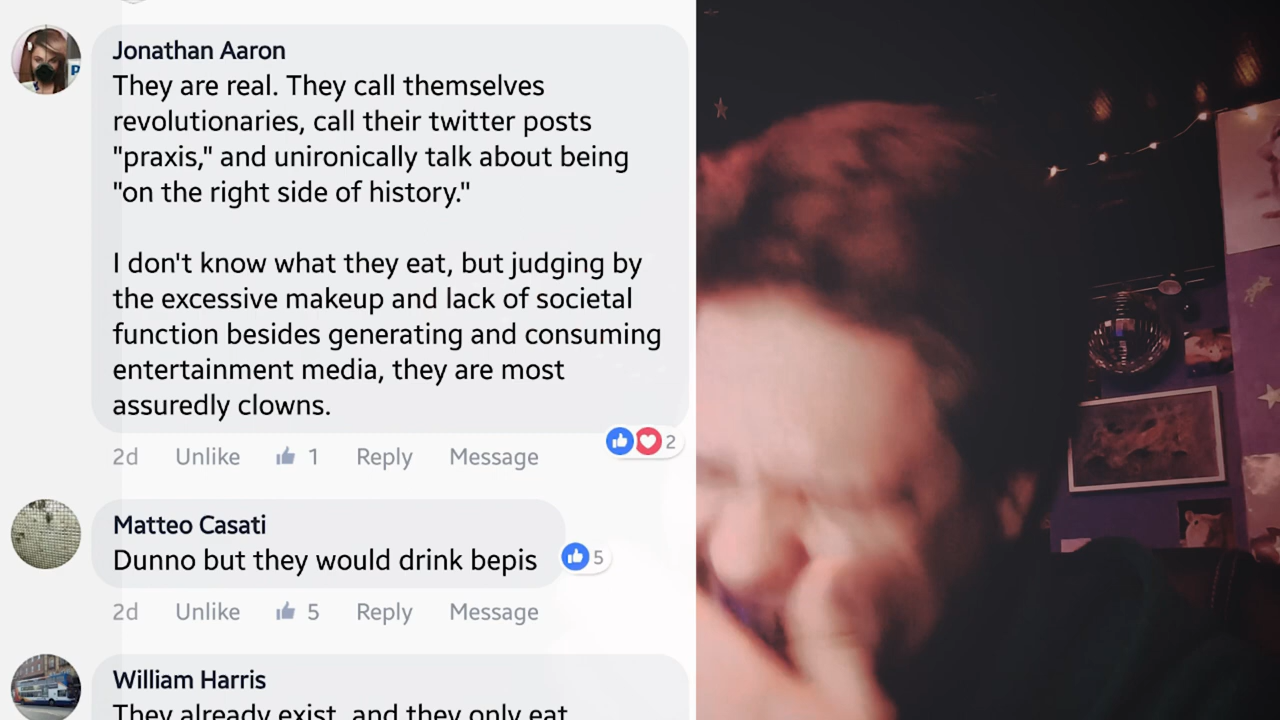 Jonathan Aaron
They are real. They call themselves
revolutionaries, call their twitter posts
"praxis," and unironically talk about being
"on the right side of history."
I don't know what they eat, but judging by
the excessive makeup and lack of societal
function besides generating and consuming
entertainment media, they are most
assuredly clowns.
2
2d Unlike 1 Reply Message
Matteo Casati
Dunno but they would drink bepis 5
2d Unlike 5 Reply Message
William Harris
They already exist, and they only eat